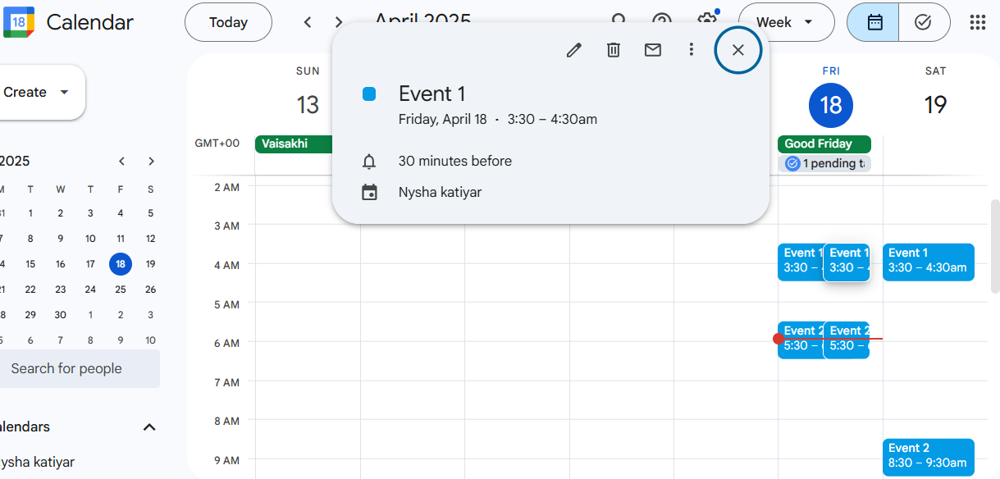 18 Calendar
Today
April 2025
Week
Create
2025
M T W T F S
31 1 2 3 4 5
7 8 9 10 11 12
14 15 16 17 18 19
21 22 23 24 25 26
28 29 30 1 2 3
5 6 7 8 9 10
Search for people
alendars
ysha katiyar
SUN
13
FRI
18
SAT
19
GMT+00
Vaisakhi
Good Friday
1 pending ta
Event 1
Friday, April 18 · 3:30 – 4:30am
30 minutes before
Nysha katiyar
2 AM
3 AM
4 AM
5 AM
6 AM
7 AM
8 AM
9 AM
Event 1
3:30 –
Event 1
3:30 – 4
Event 1
3:30 – 4:30am
Event 2
5:30 –
Event 2
5:30 –
Event 2
8:30 – 9:30am